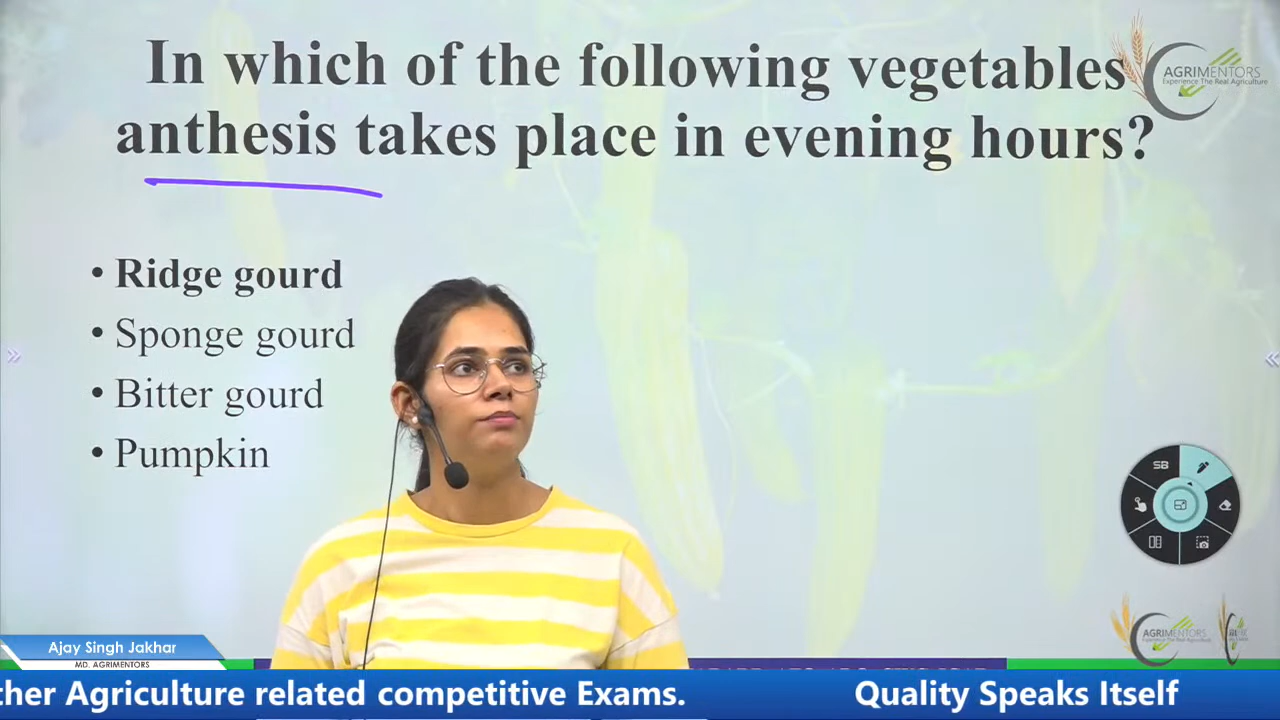 In which of the following vegetables
anthesis takes place in evening hours?
AGRIMENTORS
Experience The Real Agriculture
• Ridge gourd
• Sponge gourd
• Bitter gourd
• Pumpkin
SB
AGRIMENTORS
Ajay Singh Jakhar
MD. AGRIMENTORS
ther Agriculture related competitive Exams.
Quality Speaks Itself